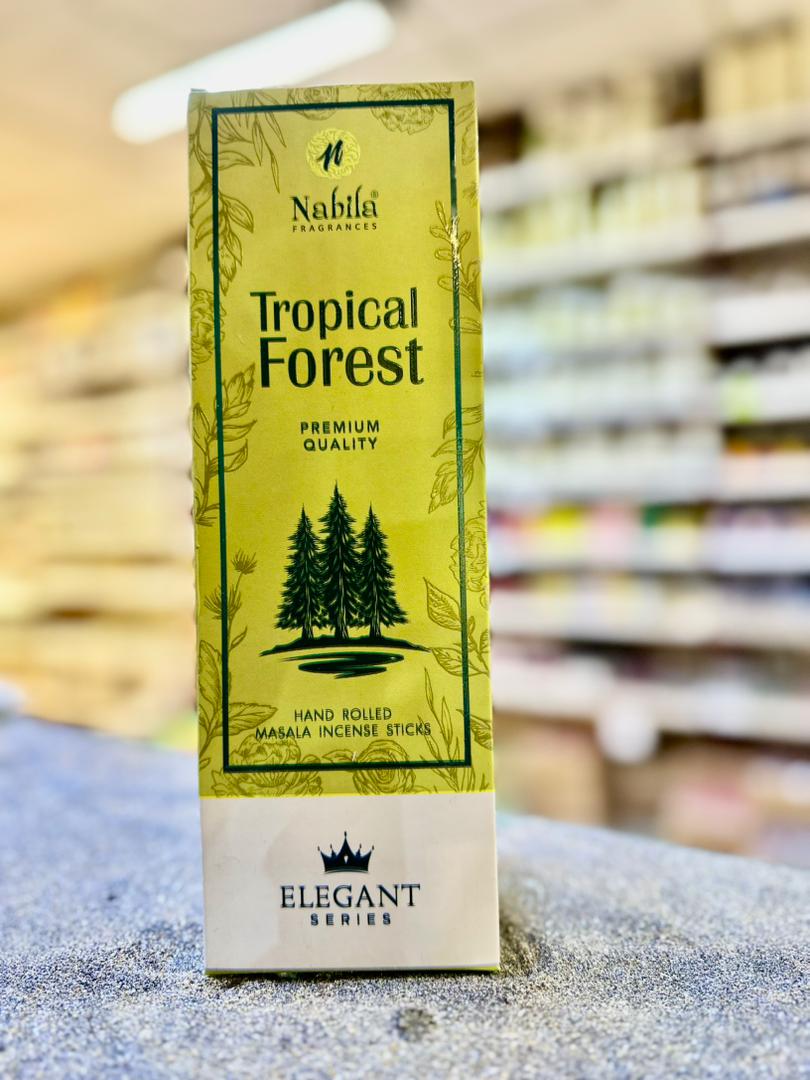 n
Nabila®
FRAGRANCES
Tropical
Forest
PREMIUM
QUALITY
HAND ROLLED
MASALA INCENSE STICKS
ELEGANT
SERIES